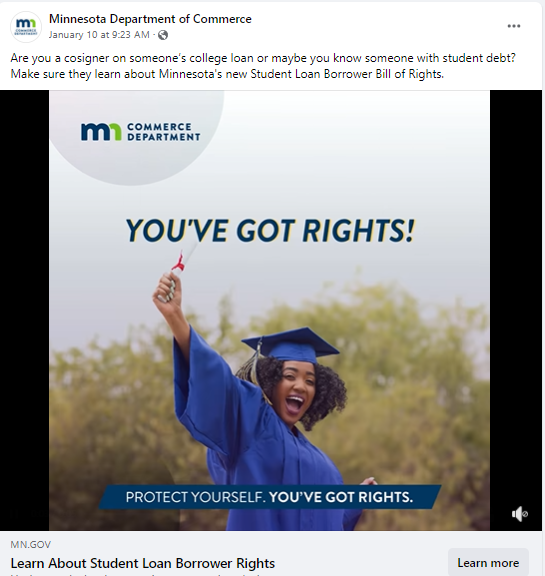 Minnesota Department of Commerce
January 10 at 9:23 AM ·
Are you a cosigner on someone's college loan or maybe you know someone with student debt?
Make sure they learn about Minnesota's new Student Loan Borrower Bill of Rights.
mn COMMERCE
DEPARTMENT
YOU'VE GOT RIGHTS!
PROTECT YOURSELF. YOU'VE GOT RIGHTS.
MN.GOV
Learn About Student Loan Borrower Rights
Learn more